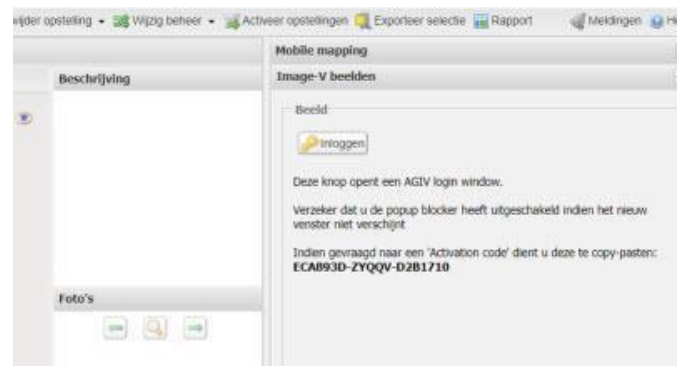 wijder opstelling Wijzig beheer Activeer opstellingen Exporteer selectie Rapport Meldingen
Mobile mapping
Beschrijving
Image-V beelden
Beeld
Inloggen
Deze knop opent een AGIV login window.
Verzeker dat u de popup blocker heeft uitgeschakeld indien het nieuw
venster niet verschijnt
Indien gevraagd naar een 'Activation code' dient u deze te copy-pasten:
ECA893D-ZYQQV-D2B1710
Foto's